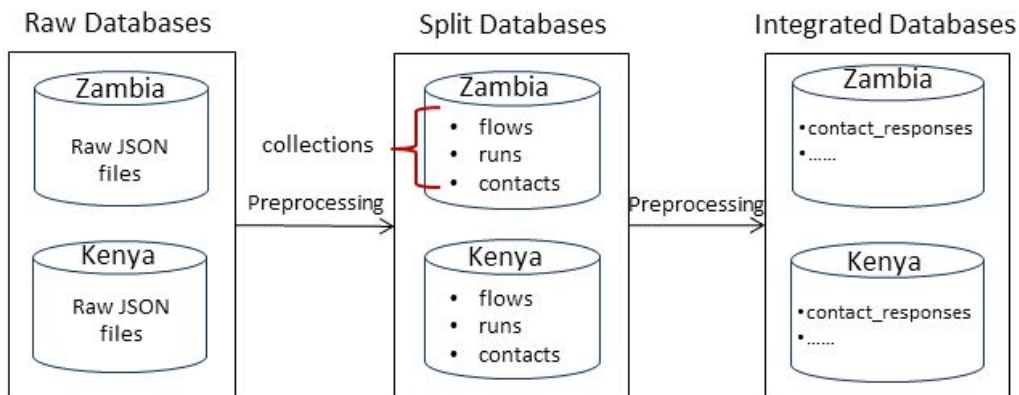 Raw Databases
Zambia
Raw JSON
files
Kenya
Raw JSON
files
collections
Preprocessing
Split Databases
Zambia
• flows
• runs
• contacts
Kenya
• flows
• runs
• contacts
Preprocessing
Integrated Databases
Zambia
•contact_responses
•......
Kenya
•contact_responses
•......